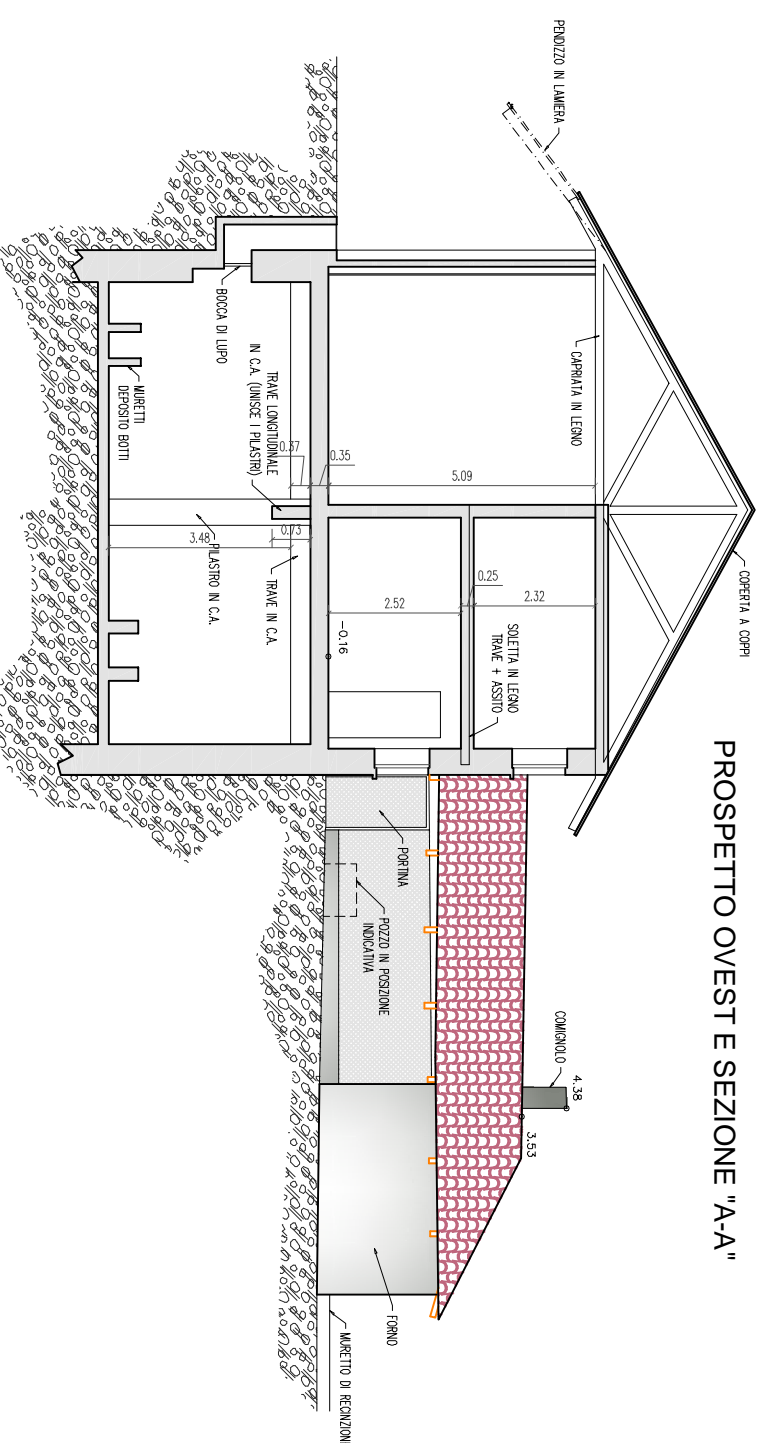 PROSPETTO OVEST E SEZIONE "A-A"
PENDIZZO IN LAMIERA
COPERTA A COPPI
CAPRIATA IN LEGNO
5.09
2.32
0.25
2.52
SOLETTA IN LEGNO
TRAVE + ASSITO
-0.16
0.35
0.37
0.73
3.48
BOCCA DI LUPO
TRAVE LONGITUDINALE
IN C.A. (UNISCE I PILASTRI)
TRAVE IN C.A.
PILASTRO IN C.A.
MURETTI
DEPOSITO BOTTI
COMIGNOLO
4.38
3.53
PORTINA
POZZO IN POSIZIONE
INDICATIVA
FORNO
MURETTO DI RECINZION